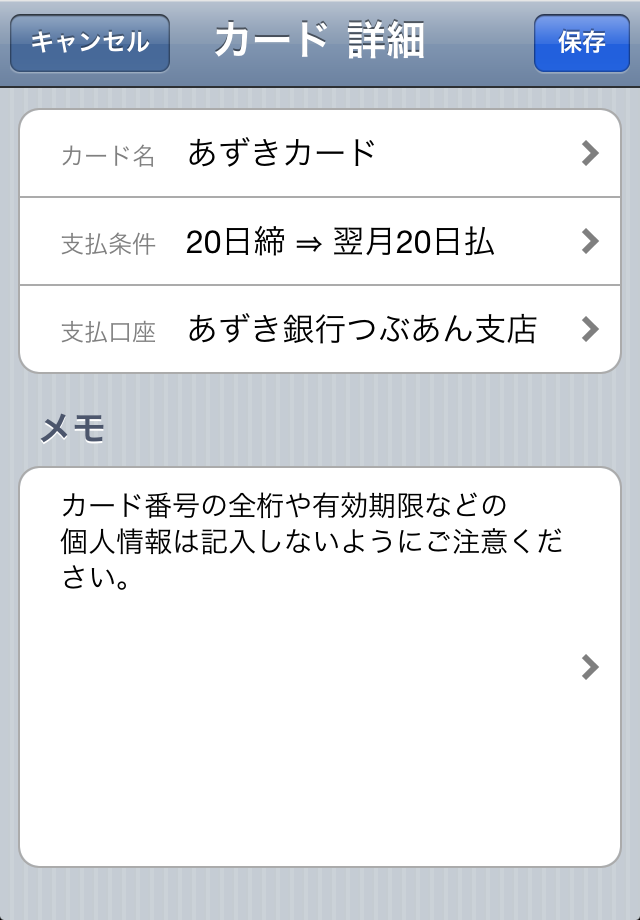 キャンセル カード 詳細 保存
カード名 あずきカード
支払条件 20日締 ⇒ 翌月20日払
支払口座 あずき銀行つぶあん支店
メモ
カード番号の全桁や有効期限などの
個人情報は記入しないようにご注意くだ
さい。